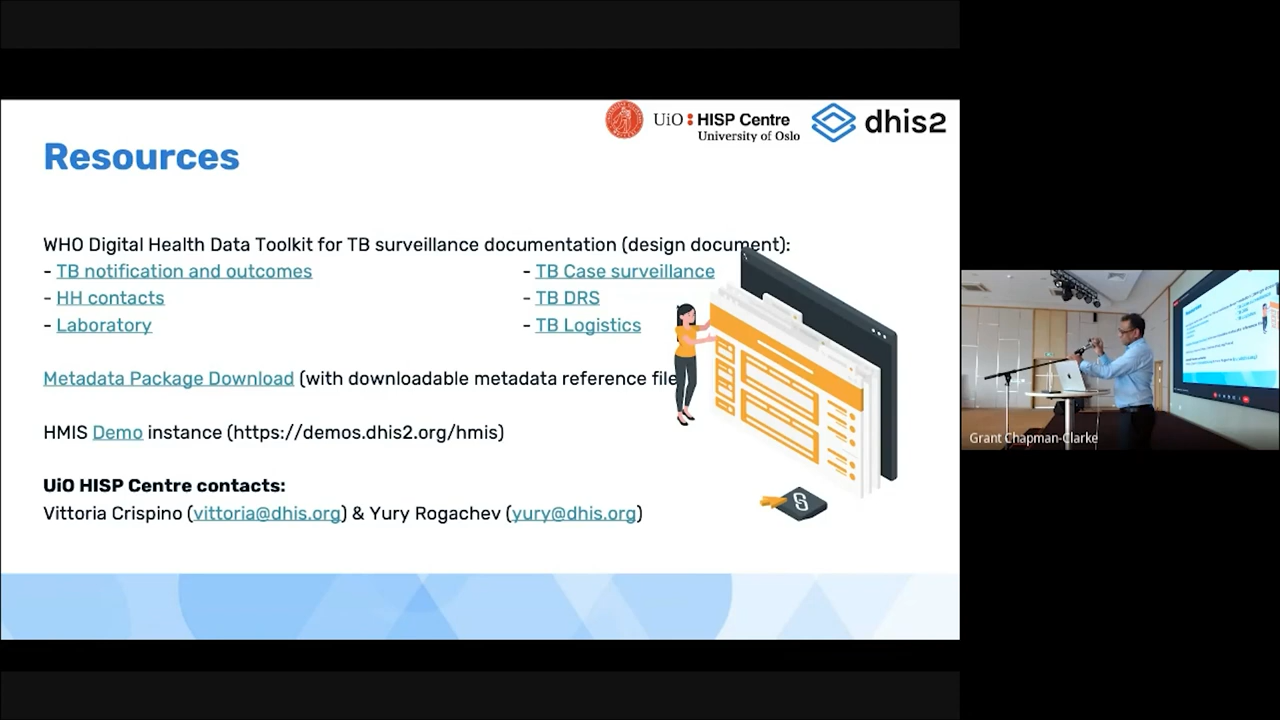 UiO : HISP Centre
University of Oslo
dhis2
Resources
WHO Digital Health Data Toolkit for TB surveillance documentation (design document):
- TB notification and outcomes
- HH contacts
- Laboratory
- TB Case surveillance
- TB DRS
- TB Logistics
Metadata Package Download (with downloadable metadata reference file
HMIS Demo instance (https://demos.dhis2.org/hmis)
UiO HISP Centre contacts:
Vittoria Crispino (vittoria@dhis.org) & Yury Rogachev (yury@dhis.org)
Grant Chapman-Clarke